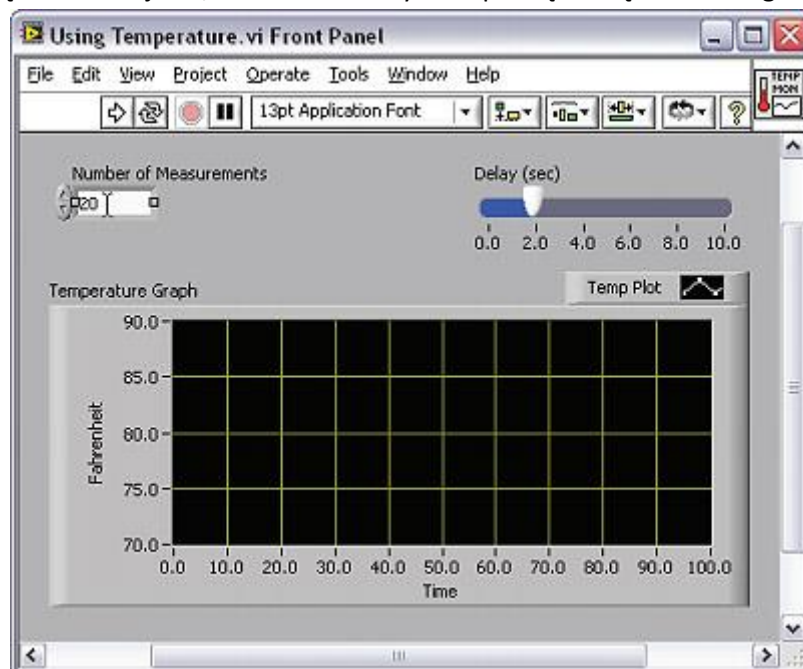 Using Temperature.vi Front Panel
File Edit View Project Operate Tools Window Help
TEMP
MON
13pt Application Font
Number of Measurements
20
Delay (sec)
0.0 2.0 4.0 6.0 8.0 10.0
Temperature Graph
Temp Plot
90.0
85.0
80.0
75.0
70.0
Fahrenheit
0.0 10.0 20.0 30.0 40.0 50.0 60.0 70.0 80.0 90.0 100.0
Time